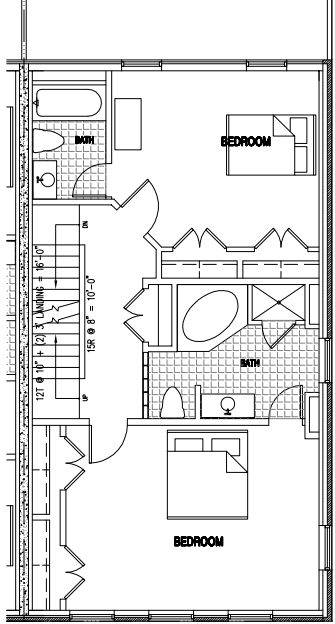 BATH
BEDROOM
DN
12T @ 10" + (2) 3' LANDING = 16'-0"
15R @ 8" = 10'-0"
UP
BATH
BEDROOM